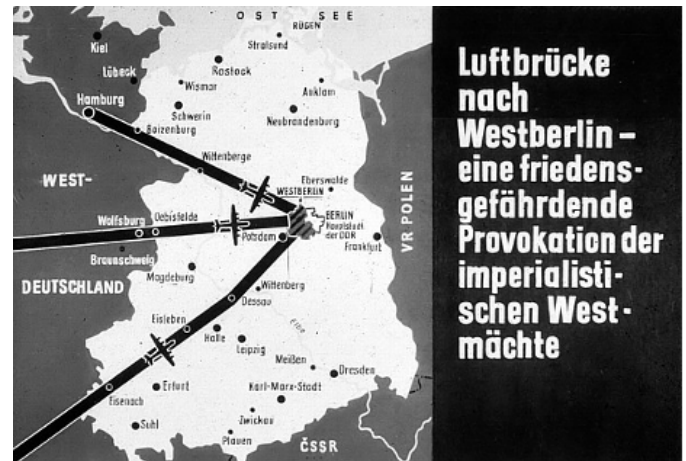 OST SEE
RÜGEN
Kiel
Stralsund
Lübeck
Rostock
Wismar
Anklam
Hamburg
Schwerin
Neubrandenburg
Boizenburg
Wittenberge
Eberswalde
WEST-
WESTBERLIN
Wolfsburg
Oebisfelde
BERLIN
Hauptstadt
der DDR
VR POLEN
Potsdam
Frankfurt
Braunschweig
Magdeburg
DEUTSCHLAND
Wittenberg
Dessau
Eisleben
Elbe
Halle
Leipzig
Meißen
Dresden
Eisenach
Erfurt
Karl-Marx-Stadt
Suhl
Zwickau
Plauen
ČSSR
Luftbrücke
nach
Westberlin –
eine friedens-
gefährdende
Provokation der
imperialisti-
schen West-
mächte